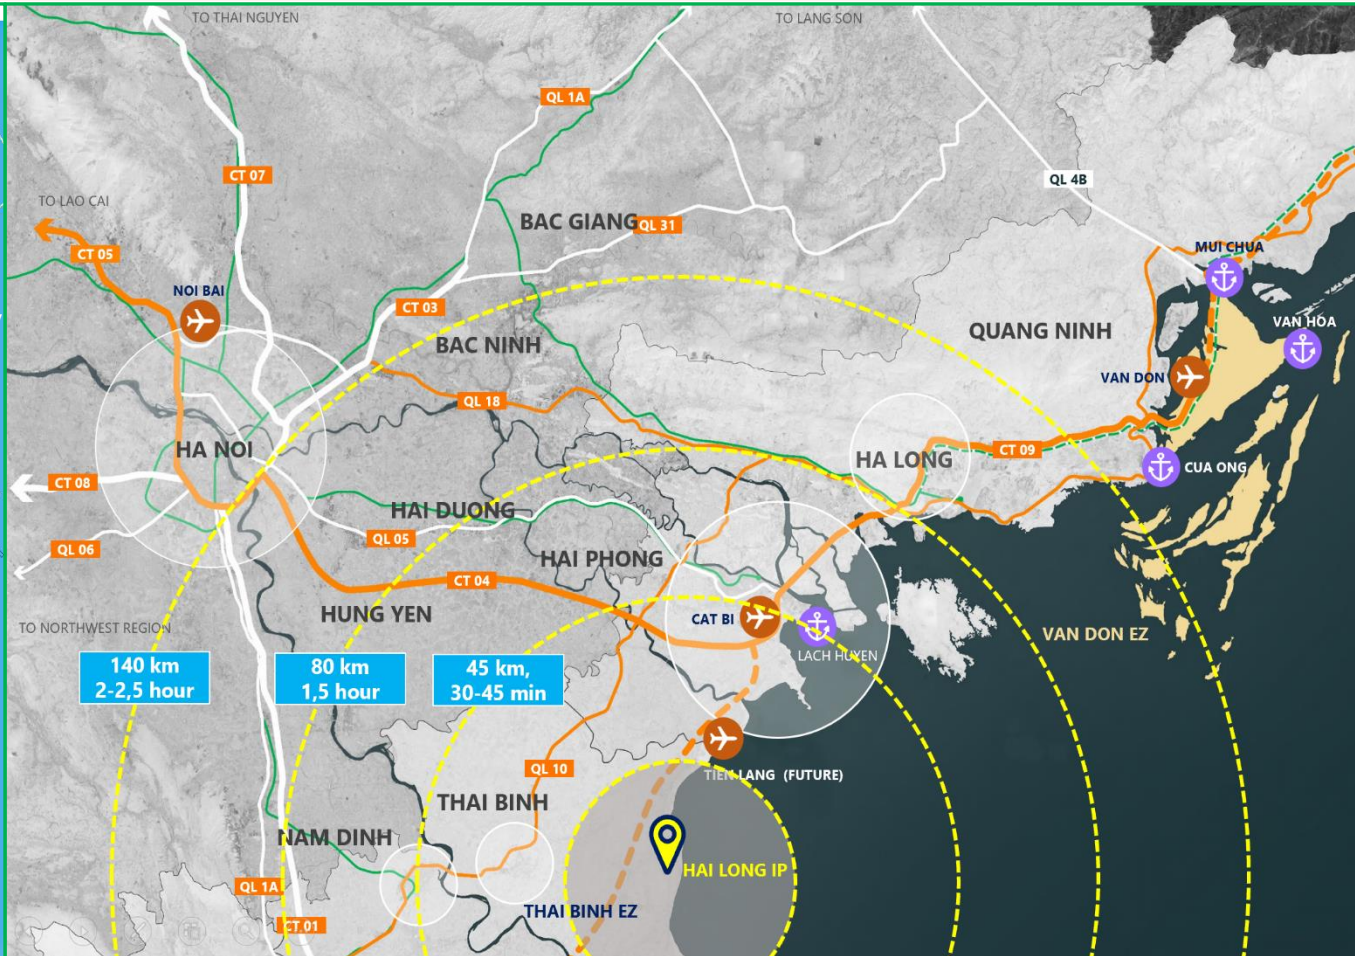 TO THAI NGUYEN
TO LANG SON
QL 1A
CT 07
QL 4B
TO LAO CAI
BAC GIANG
QL 31
CT 05
MUI CHUA
NOI BAI
CT 03
VAN HOA
QUANG NINH
BAC NINH
VAN DON
QL 18
HA NOI
CT 09
HA LONG
CUA ONG
CT 08
HAI DUONG
QL 05
QL 06
HAI PHONG
CT 04
HUNG YEN
CAT BI
TO NORTHWEST REGION
VAN DON EZ
LACH HUYEN
140 km
2-2,5 hour
80 km
1,5 hour
45 km,
30-45 min
QL 10
TIEN LANG (FUTURE)
THAI BINH
NAM DINH
HAI LONG IP
QL 1A
THAI BINH EZ
CT 01